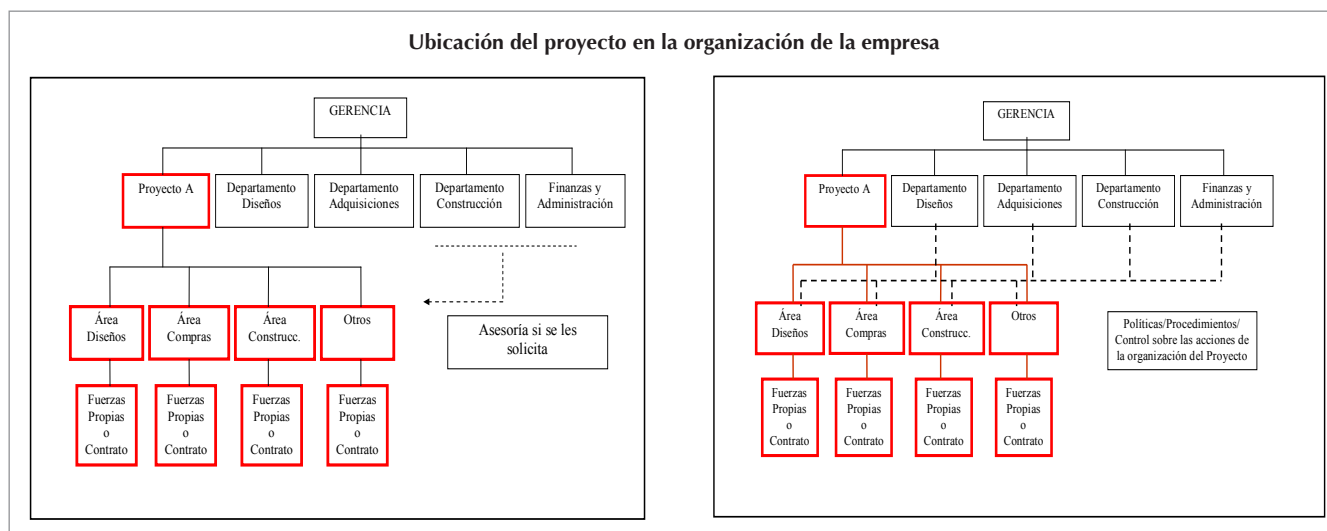 Ubicación del proyecto en la organización de la empresa
GERENCIA
Proyecto A
Departamento
Diseños
Departamento
Adquisiciones
Departamento
Construcción
Finanzas y
Administración
Área
Diseños
Área
Compras
Área
Construcc.
Otros
Asesoría si se les
solicita
Fuerzas
Propias
o
Contrato
Fuerzas
Propias
o
Contrato
Fuerzas
Propias
o
Contrato
Fuerzas
Propias
o
Contrato
GERENCIA
Proyecto A
Departamento
Diseños
Departamento
Adquisiciones
Departamento
Construcción
Finanzas y
Administración
Área
Diseños
Área
Compras
Área
Construcc.
Otros
Políticas/Procedimientos/
Control sobre las acciones de
la organización del Proyecto
Fuerzas
Propias
o
Contrato
Fuerzas
Propias
o
Contrato
Fuerzas
Propias
o
Contrato
Fuerzas
Propias
o
Contrato